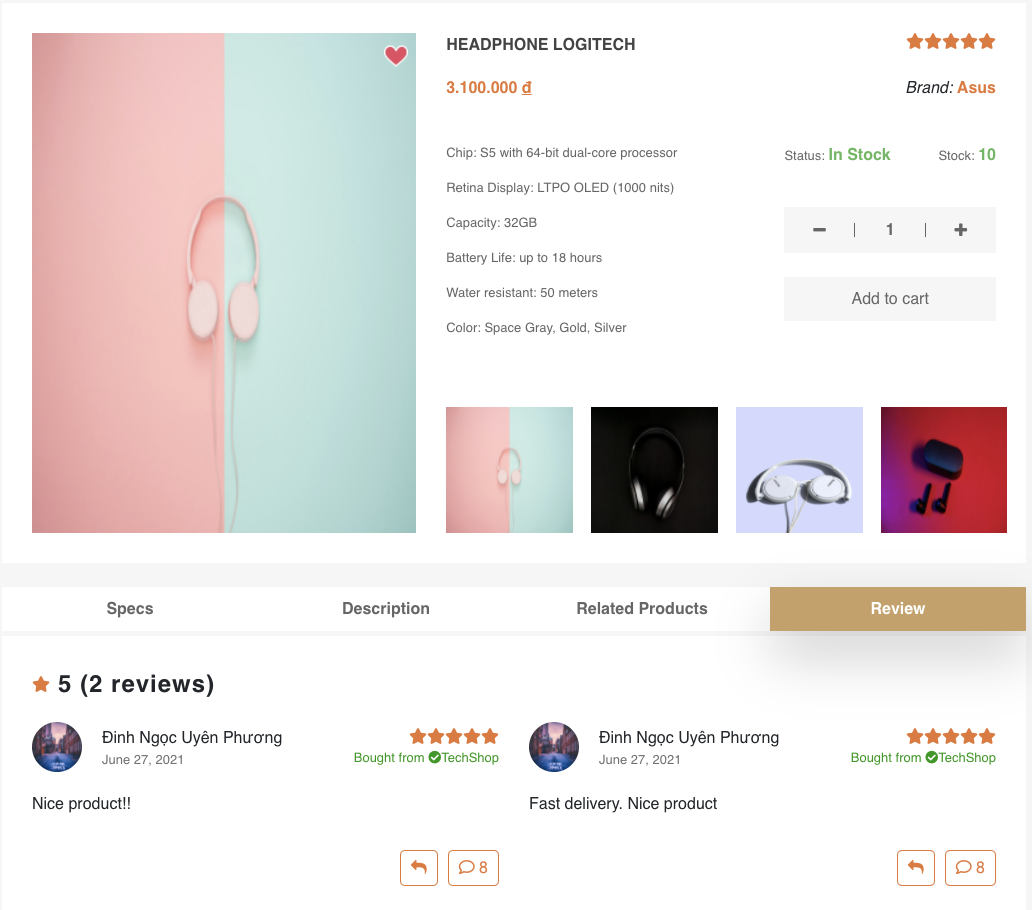 HEADPHONE LOGITECH
3.100.000 ₫
Brand: Asus
Chip: S5 with 64-bit dual-core processor
Status: In Stock
Stock: 10
Retina Display: LTPO OLED (1000 nits)
Capacity: 32GB
| 1 |
Battery Life: up to 18 hours
Water resistant: 50 meters
Add to cart
Color: Space Gray, Gold, Silver
Specs
Description
Related Products
Review
5 (2 reviews)
Đinh Ngọc Uyên Phương
June 27, 2021
Bought from TechShop
Nice product!!
8
Đinh Ngọc Uyên Phương
June 27, 2021
Bought from TechShop
Fast delivery. Nice product
8